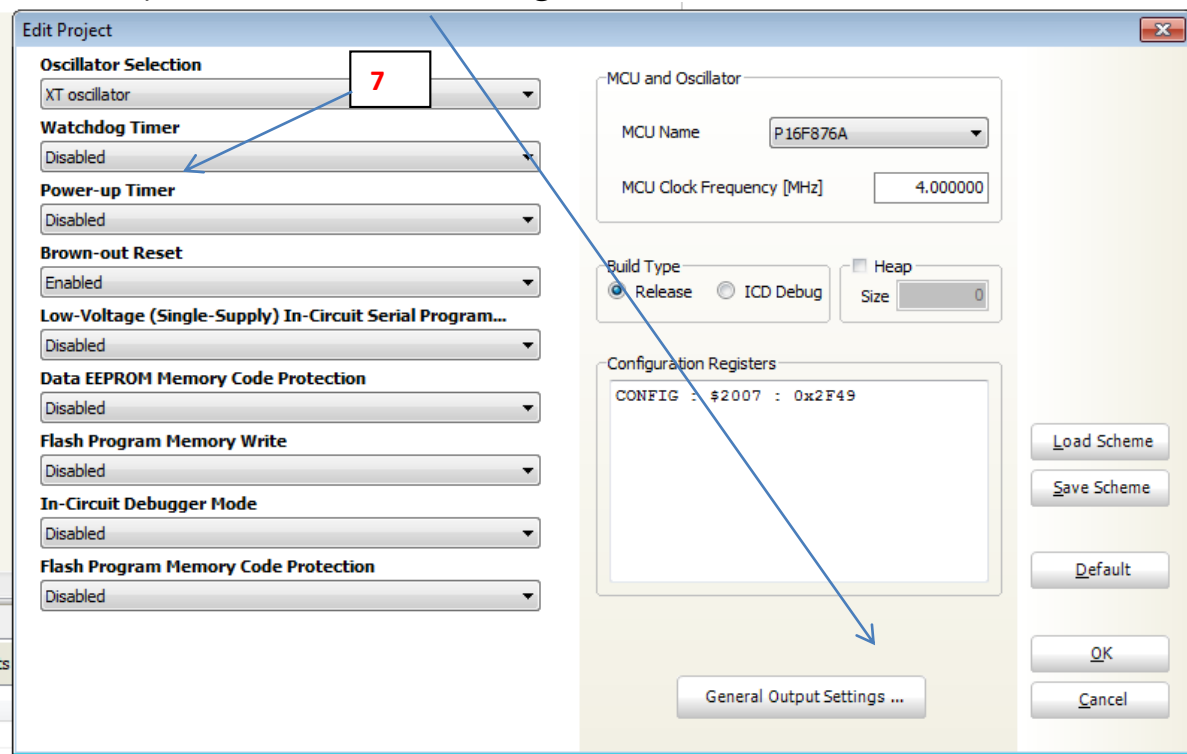 Edit Project
Oscillator Selection
XT oscillator
7
Watchdog Timer
Disabled
Power-up Timer
Disabled
Brown-out Reset
Enabled
Low-Voltage (Single-Supply) In-Circuit Serial Program...
Disabled
Data EEPROM Memory Code Protection
Disabled
Flash Program Memory Write
Disabled
In-Circuit Debugger Mode
Disabled
Flash Program Memory Code Protection
Disabled
MCU and Oscillator
MCU Name P16F876A
MCU Clock Frequency [MHz] 4.000000
Build Type
Release ICD Debug
Heap
Size 0
Configuration Registers
CONFIG : $2007 : 0x2F49
General Output Settings ...
Load Scheme
Save Scheme
Default
OK
Cancel